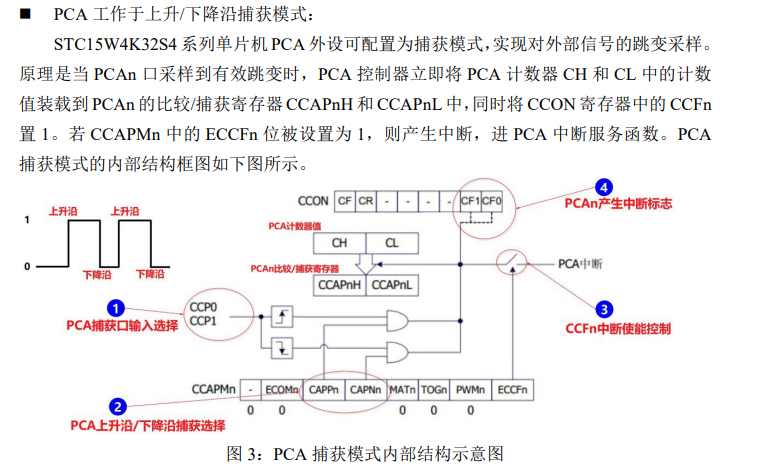 ■ PCA 工作于上升/下降沿捕获模式：
STC15W4K32S4 系列单片机 PCA 外设可配置为捕获模式，实现对外部信号的跳变采样。
原理是当 PCAn 口采样到有效跳变时，PCA 控制器立即将 PCA 计数器 CH 和 CL 中的计数
值装载到 PCAn 的比较/捕获寄存器 CCAPnH 和 CCAPnL 中，同时将 CCON 寄存器中的 CCFn
置 1。若 CCAPMn 中的 ECCFn 位被设置为 1，则产生中断，进 PCA 中断服务函数。PCA
捕获模式的内部结构框图如下图所示。
4
CCON CF CR - - - - CF1 CF0
PCAn产生中断标志
上升沿 上升沿
1
PCA计数器值
CH CL
0
下降沿 下降沿
PCAn比较/捕获寄存器
PCA中断
CCAPnH CCAPnL
1
CCP0
CCP1
3
PCA捕获口输入选择
CCFn中断使能控制
CCAPMn - ECOMn CAPPn CAPNn MATn TOGn PWMn ECCFn
2
0 0 0 0 0
PCA上升沿/下降沿捕获选择
图 3：PCA 捕获模式内部结构示意图